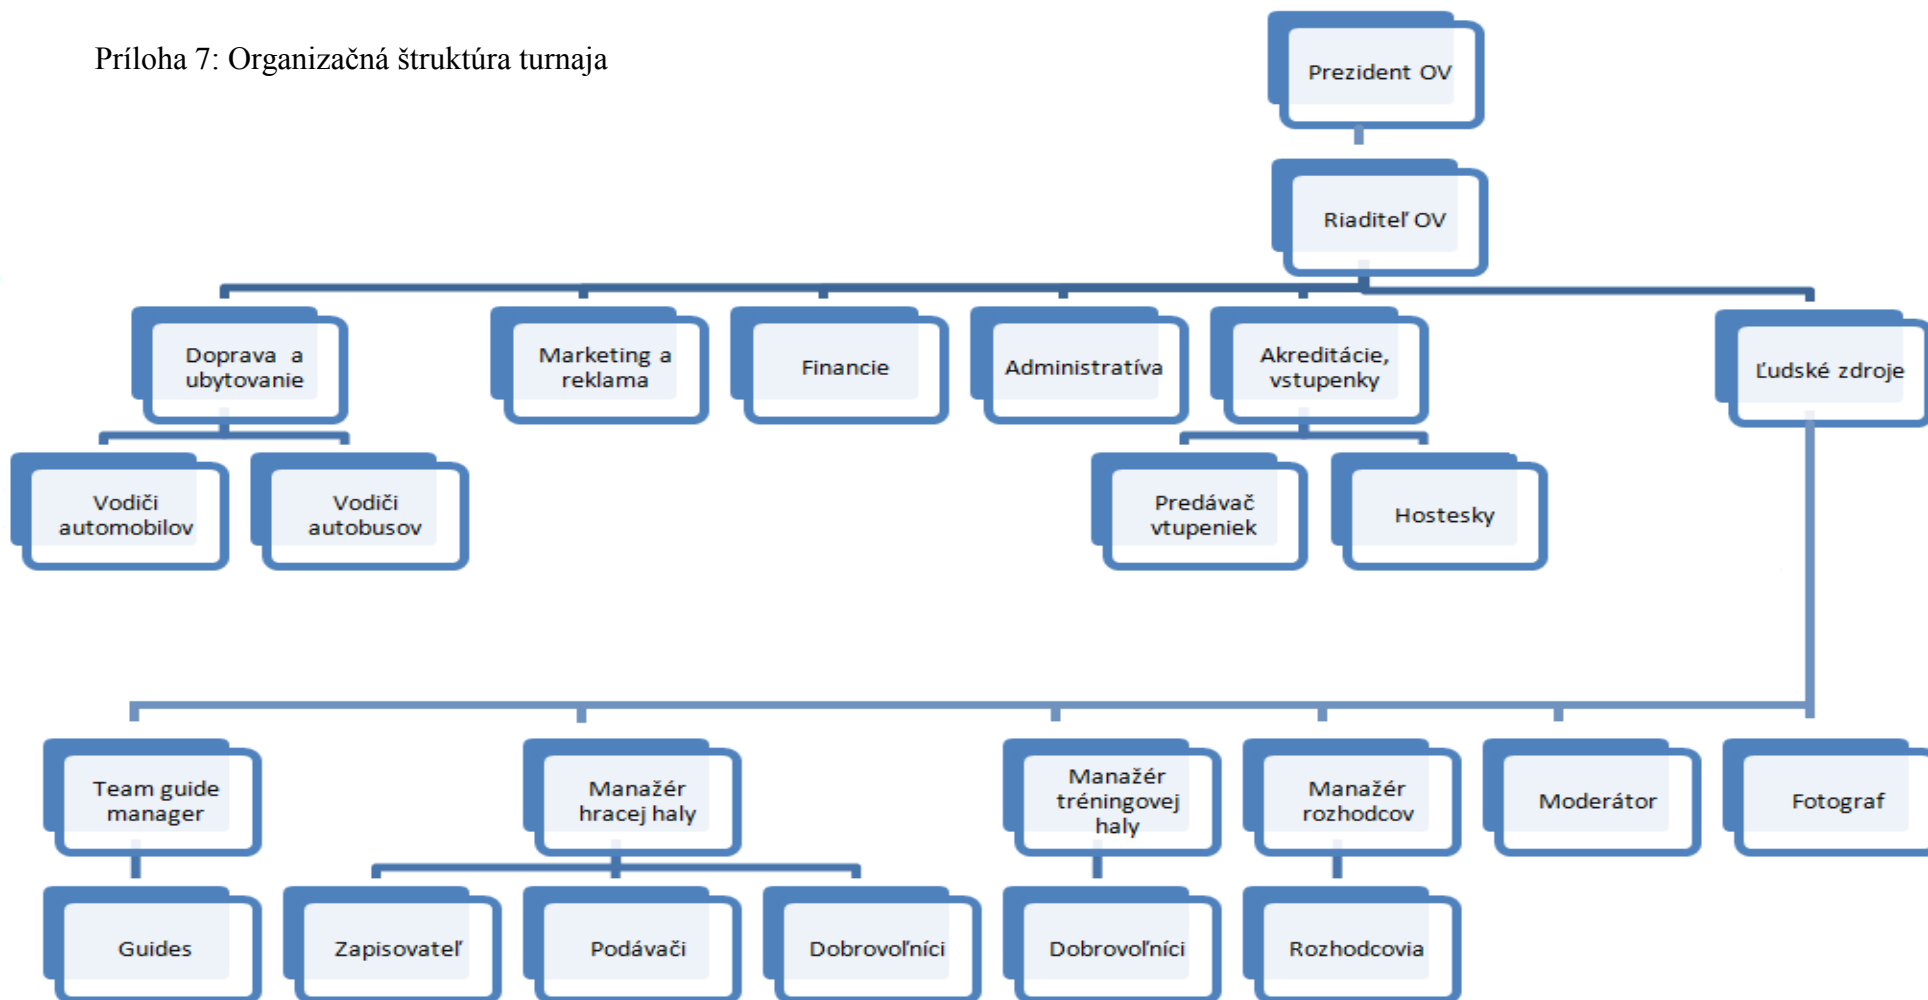 Príloha 7: Organizačná štruktúra turnaja
Prezident OV
Riaditeľ OV
Doprava a
ubytovanie
Marketing a
reklama
Financie
Administratíva
Akreditácie,
vstupenky
Ľudské zdroje
Vodiči
automobilov
Vodiči
autobusov
Predávač
vtupeniek
Hostesky
Team guide
manager
Manažér
hracej haly
Manažér
tréningovej
haly
Manažér
rozhodcov
Moderátor
Fotograf
Guides
Zapisovateľ
Podávači
Dobrovoľníci
Dobrovoľníci
Rozhodcovia